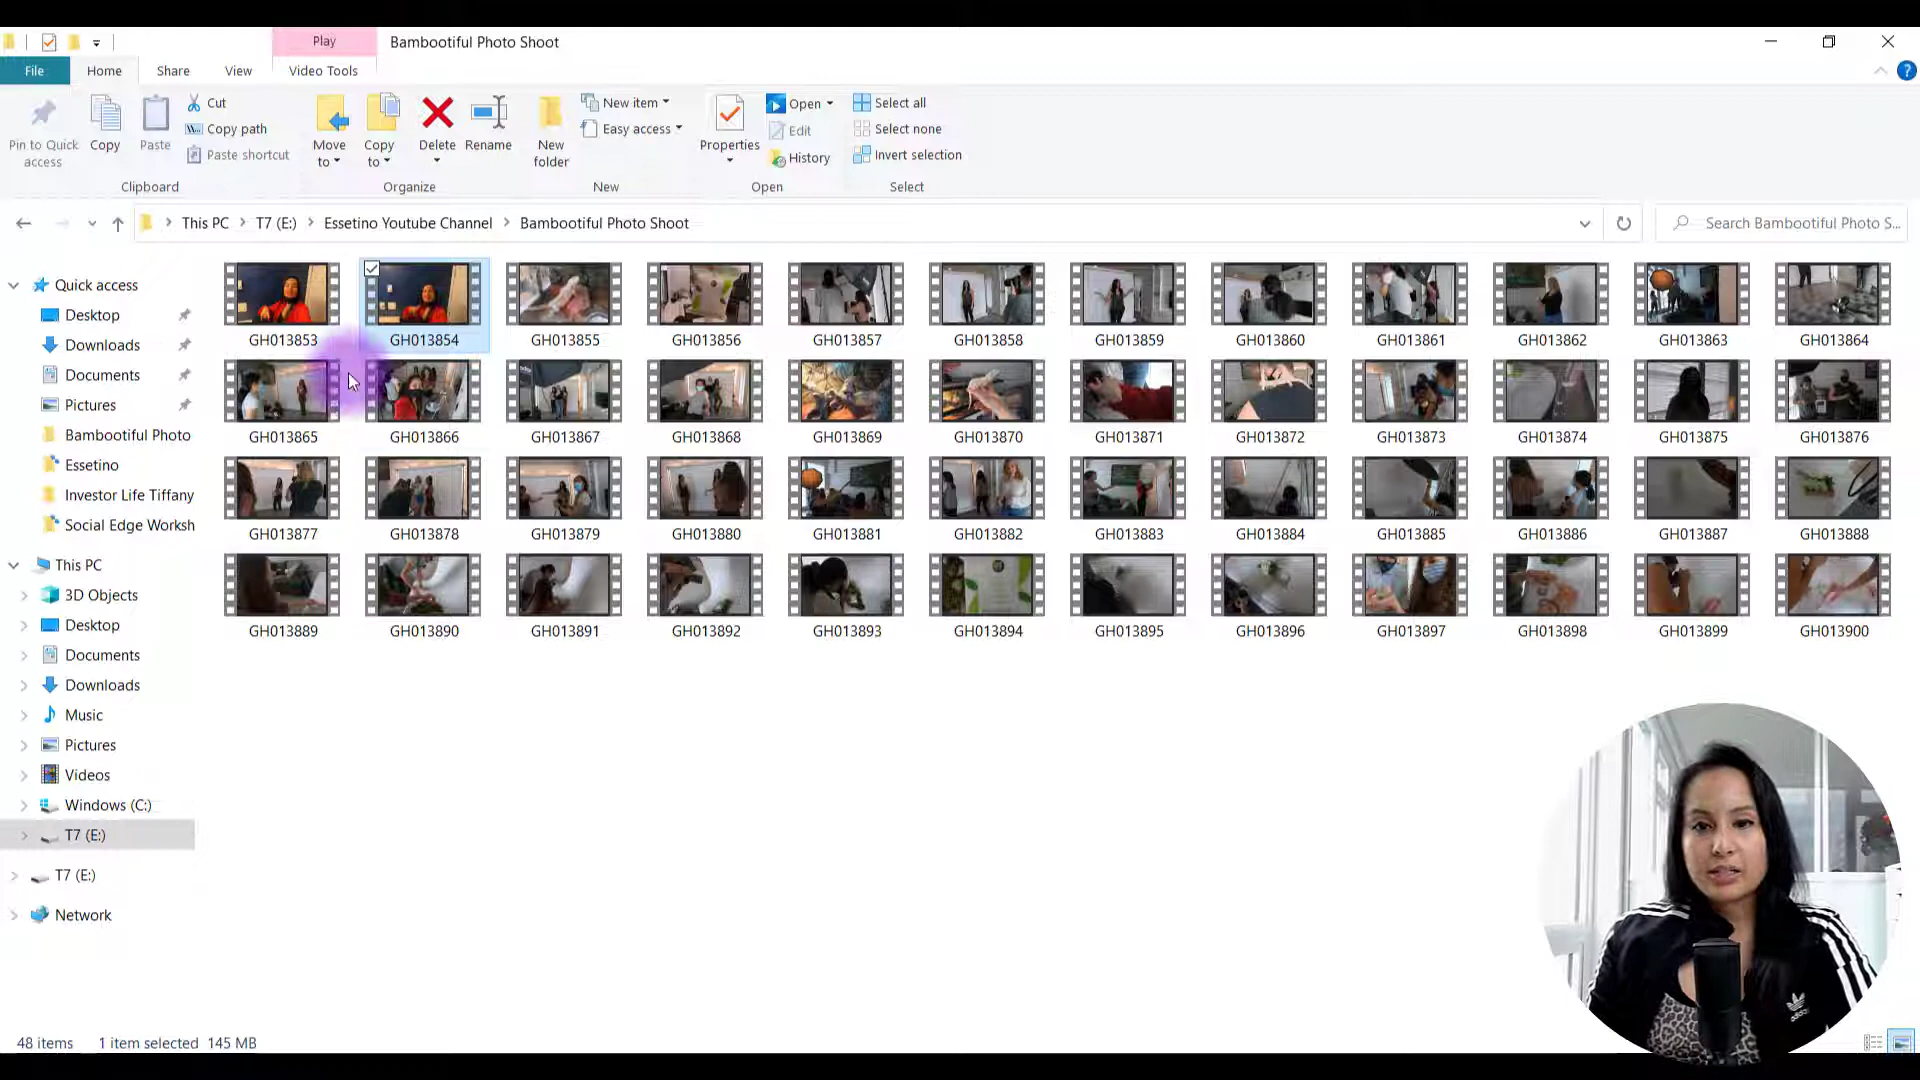 Play
Bambootiful Photo Shoot
File
Home
Share
View
Video Tools
Pin to Quick access
Copy
Paste
Cut
Copy path
Paste shortcut
Clipboard
Move to
Copy to
Delete
Rename
Organize
New folder
New item
Easy access
New
Properties
Open
Edit
History
Open
Select all
Select none
Invert selection
Select
This PC
T7 (E:)
Essetino Youtube Channel
Bambootiful Photo Shoot
Search Bambootiful Photo S...
Quick access
Desktop
Downloads
Documents
Pictures
Bambootiful Photo
Essetino
Investor Life Tiffany
Social Edge Worksh
This PC
3D Objects
Desktop
Documents
Downloads
Music
Pictures
Videos
Windows (C:)
T7 (E:)
T7 (E:)
Network
GH013853 GH013854 GH013855 GH013856 GH013857 GH013858 GH013859 GH013860 GH013861 GH013862 GH013863 GH013864
GH013865 GH013866 GH013867 GH013868 GH013869 GH013870 GH013871 GH013872 GH013873 GH013874 GH013875 GH013876
GH013877 GH013878 GH013879 GH013880 GH013881 GH013882 GH013883 GH013884 GH013885 GH013886 GH013887 GH013888
GH013889 GH013890 GH013891 GH013892 GH013893 GH013894 GH013895 GH013896 GH013897 GH013898 GH013899 GH013900
48 items 1 item selected 145 MB
adidas